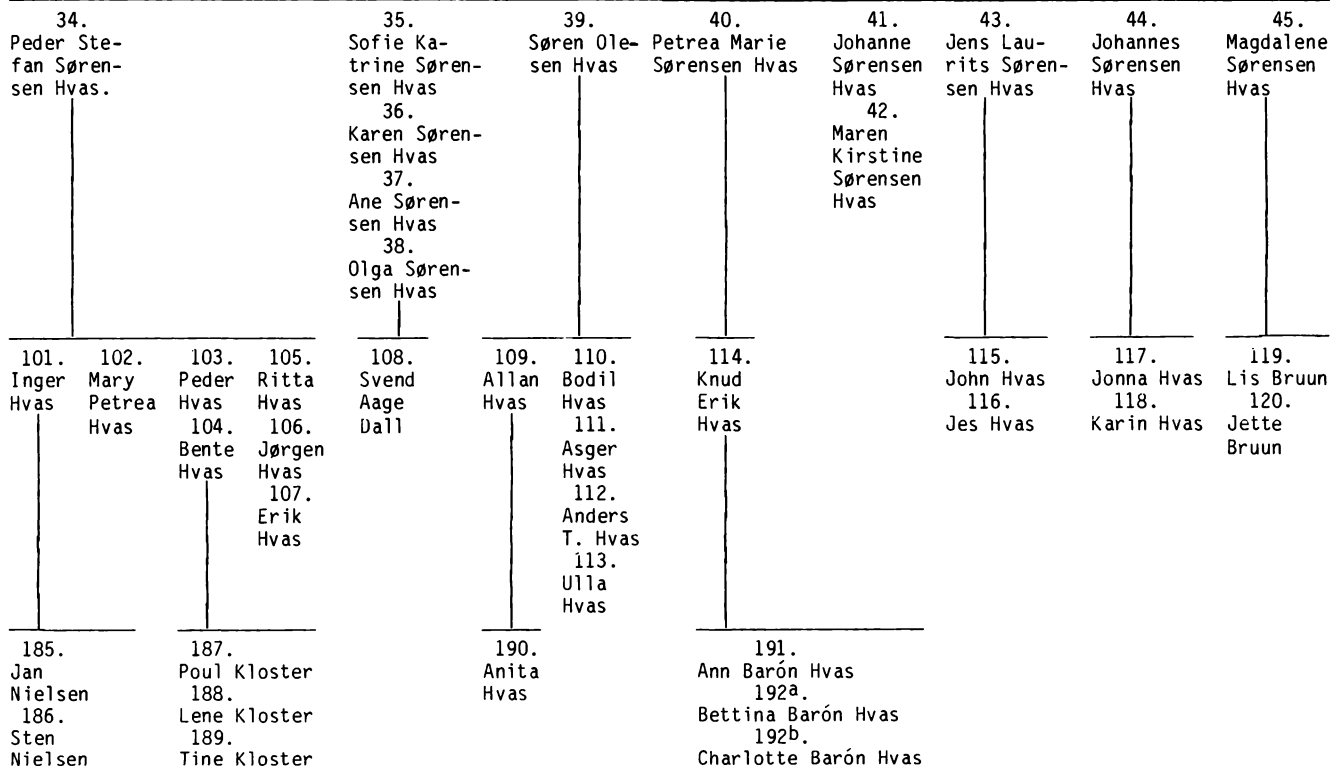 34.
Peder Ste-
fan Søren-
sen Hvas.
35.
Sofie Ka-
trine Søren-
sen Hvas
36.
Karen Søren-
sen Hvas
37.
Ane Søren-
sen Hvas
38.
Olga Søren-
sen Hvas
39.
Søren Ole-
sen Hvas
40.
Petrea Marie
Sørensen Hvas
41.
Johanne
Sørensen
Hvas
42.
Maren
Kirstine
Sørensen
Hvas
43.
Jens Lau-
rits Søren-
sen Hvas
44.
Johannes
Sørensen
Hvas
45.
Magdalene
Sørensen
Hvas
101.
Inger
Hvas
102.
Mary
Petrea
Hvas
103.
Peder
Hvas
104.
Bente
Hvas
105.
Ritta
Hvas
106.
Jørgen
Hvas
107.
Erik
Hvas
108.
Svend
Aage
Dall
109.
Allan
Hvas
110.
Bodil
Hvas
111.
Asger
Hvas
112.
Anders
T. Hvas
113.
Ulla
Hvas
114.
Knud
Erik
Hvas
115.
John Hvas
116.
Jes Hvas
117.
Jonna Hvas
118.
Karin Hvas
119.
Lis Bruun
120.
Jette
Bruun
185.
Jan
Nielsen
186.
Sten
Nielsen
187.
Poul Kloster
188.
Lene Kloster
189.
Tine Kloster
190.
Anita
Hvas
191.
Ann Barón Hvas
192a.
Bettina Barón Hvas
192b.
Charlotte Barón Hvas